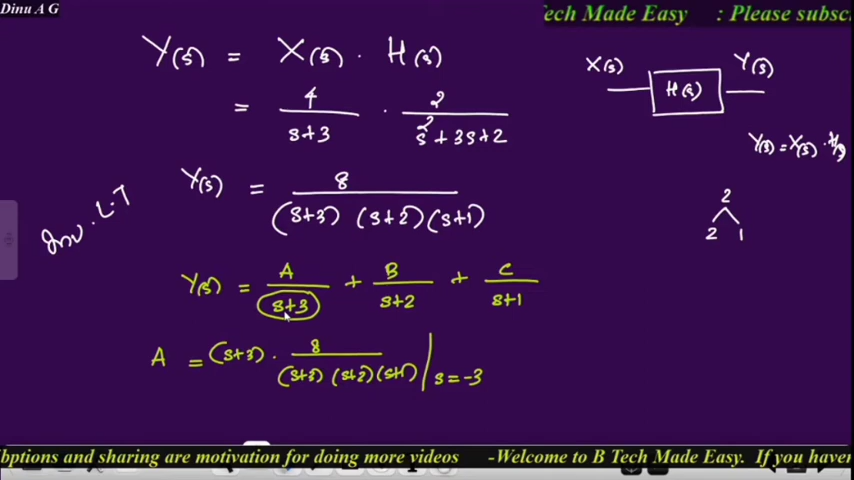 Dinu A G
Tech Made Easy : Please subsc
Y(s) = X(s) . H(s)
= 4/(s+3) . 2/(s²+3s+2)
X(s) H(s) Y(s)
Y(s) = X(s) . H(s)
Inv. L.T
Y(s) = 8/((s+3) (s+2)(s+1))
2
2 1
Y(s) = A/(s+3) + B/(s+2) + C/(s+1)
A = (s+3) . 8/((s+3) (s+2)(s+1)) | s=-3
bptions and sharing are motivation for doing more videos -Welcome to B Tech Made Easy. If you haven